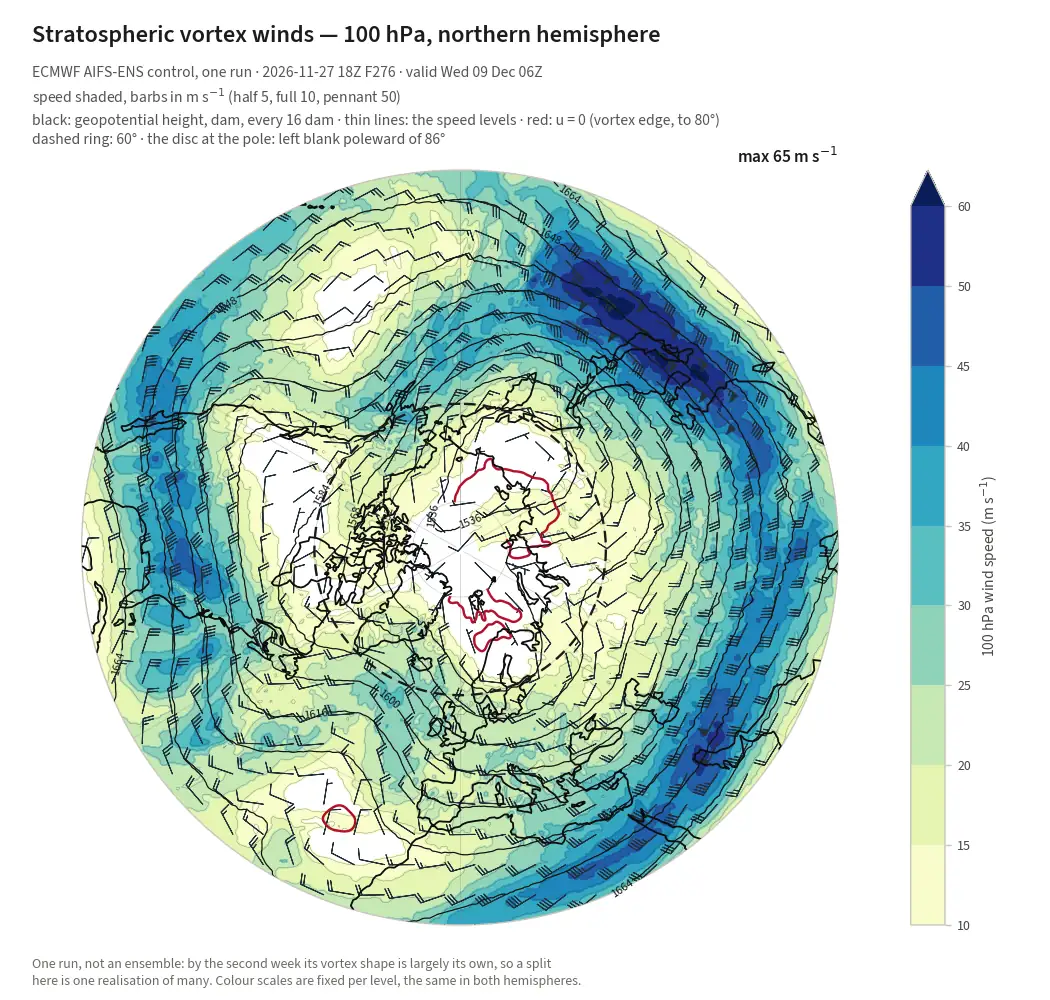 Stratospheric vortex winds — 100 hPa, northern hemisphere
ECMWF AIFS-ENS control, one run · 2026-11-27 18Z F276 · valid Wed 09 Dec 06Z
speed shaded, barbs in m s⁻¹ (half 5, full 10, pennant 50)
black: geopotential height, dam, every 16 dam · thin lines: the speed levels · red: u = 0 (vortex edge, to 80°)
dashed ring: 60° · the disc at the pole: left blank poleward of 86°
max 65 m s⁻¹
1664
1648
1584
1568
1536
1536
1600
1616
1664
1664
60
50
45
40
35
30
25
20
15
10
100 hPa wind speed (m s⁻¹)
One run, not an ensemble: by the second week its vortex shape is largely its own, so a split
here is one realisation of many. Colour scales are fixed per level, the same in both hemispheres.